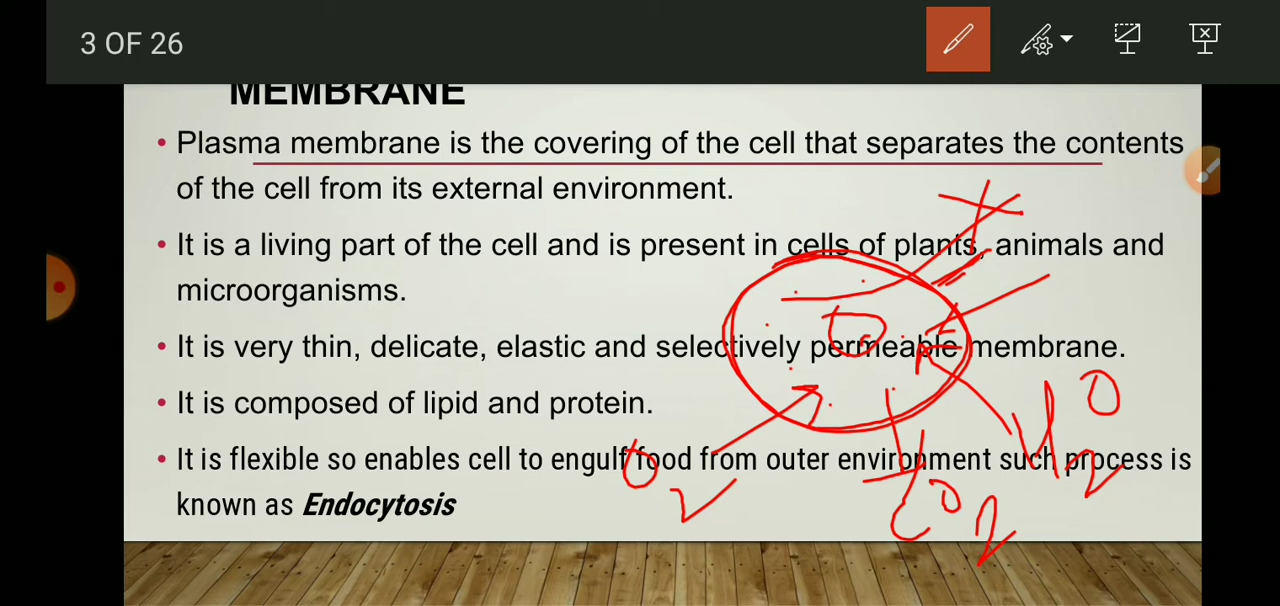 3 OF 26
MEMBRANE
• Plasma membrane is the covering of the cell that separates the contents
of the cell from its external environment.
• It is a living part of the cell and is present in cells of plants, animals and
microorganisms.
• It is very thin, delicate, elastic and selectively permeable membrane.
• It is composed of lipid and protein.
• It is flexible so enables cell to engulf food from outer environment such process is
known as Endocytosis
O2
CO2
H2O